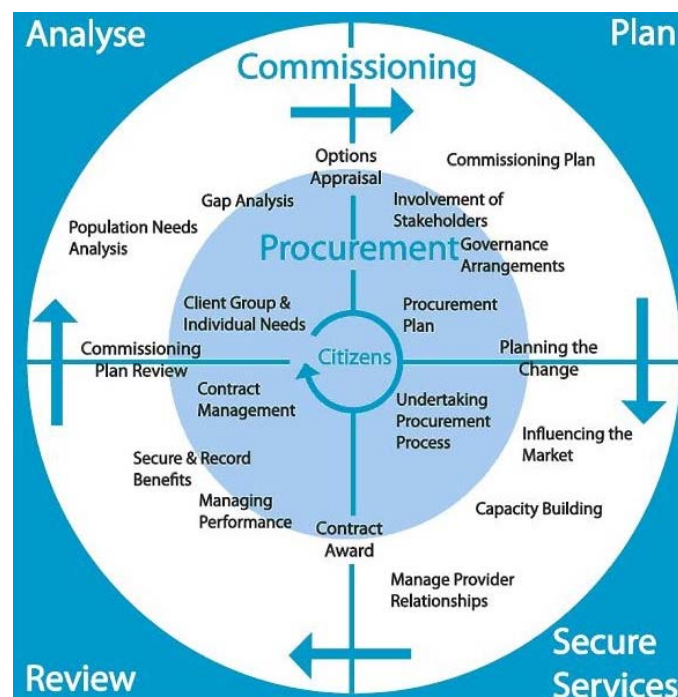 Analyse
Plan
Commissioning
Options
Appraisal
Commissioning Plan
Gap Analysis
Involvement of
Stakeholders
Population Needs
Analysis
Procurement
Governance
Arrangements
Client Group &
Individual Needs
Procurement
Plan
Citizens
Commissioning
Plan Review
Planning the
Change
Contract
Management
Undertaking
Procurement
Process
Influencing the
Market
Secure & Record
Benefits
Managing
Performance
Capacity Building
Contract
Award
Manage Provider
Relationships
Review
Secure
Services